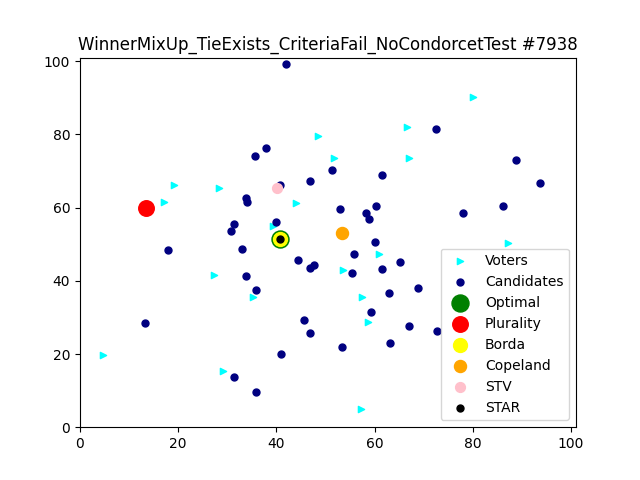 WinnerMixUp_TieExists_CriteriaFail_NoCondorcetTest #7938
100
80
60
40
20
0
0 20 40 60 80 100
Voters
Candidates
Optimal
Plurality
Borda
Copeland
STV
STAR